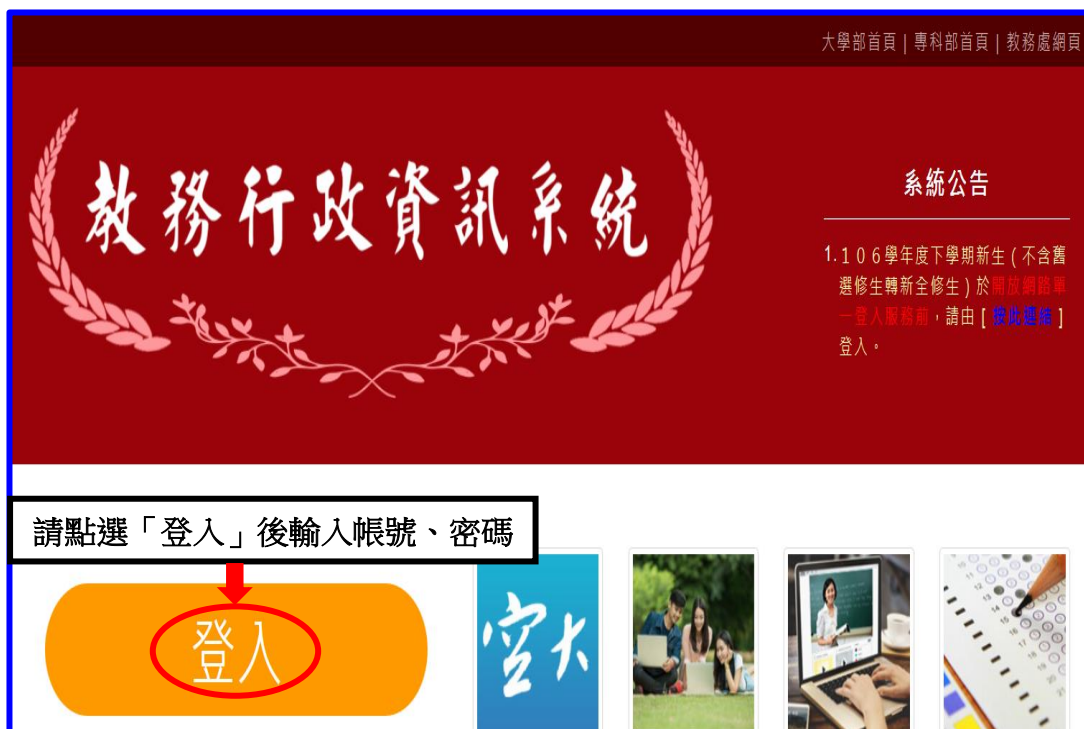 大學部首頁 | 專科部首頁 | 教務處網頁
教務行政資訊系統
系統公告
1.１０６學年度下學期新生(不含舊
選修生轉新全修生)於開放網路單
一登入服務前，請由 [ 按此連結 ]
登入。
請點選「登入」後輸入帳號、密碼
登入
空大